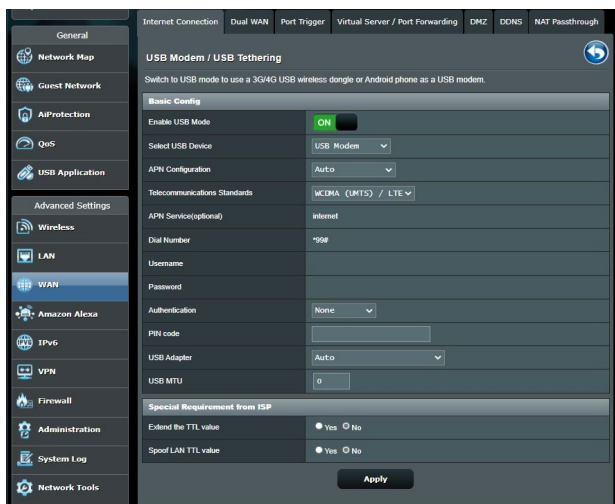 Internet Connection Dual WAN Port Trigger Virtual Server / Port Forwarding DMZ DDNS NAT Passthrough
General
Network Map
Guest Network
AiProtection
QoS
USB Application
Advanced Settings
Wireless
LAN
WAN
Amazon Alexa
IPv6
VPN
Firewall
Administration
System Log
Network Tools
USB Modem / USB Tethering
Switch to USB mode to use a 3G/4G USB wireless dongle or Android phone as a USB modem.
Basic Config
Enable USB Mode ON
Select USB Device USB Modem
APN Configuration Auto
Telecommunications Standards WCDMA (UMTS) / LTE
APN Service(optional) internet
Dial Number *99#
Username
Password
Authentication None
PIN code
USB Adapter Auto
USB MTU 0
Special Requirement from ISP
Extend the TTL value Yes No
Spoof LAN TTL value Yes No
Apply